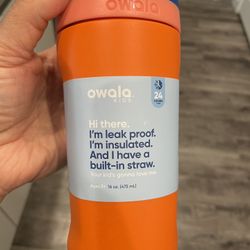 owala
owala
KIDS
24
Hi there.
I'm leak proof.
I'm insulated.
And I have a
built-in straw.
Your kid's gonna love me.
16 oz. (473 mL)